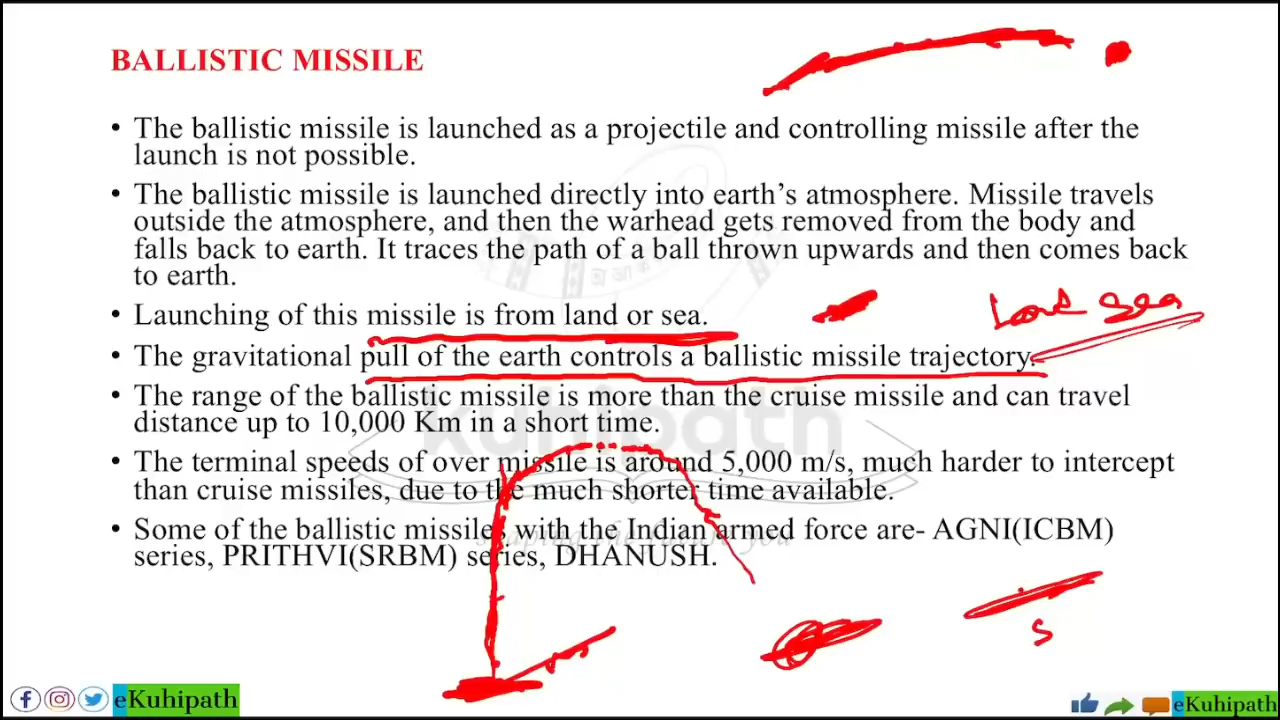 BALLISTIC MISSILE
• The ballistic missile is launched as a projectile and controlling missile after the
launch is not possible.
• The ballistic missile is launched directly into earth's atmosphere. Missile travels
outside the atmosphere, and then the warhead gets removed from the body and
falls back to earth. It traces the path of a ball thrown upwards and then comes back
to earth.
• Launching of this missile is from land or sea.
Sea
• The gravitational pull of the earth controls a ballistic missile trajectory.
• The range of the ballistic missile is more than the cruise missile and can travel
distance up to 10,000 Km in a short time.
kuhipath
• The terminal speeds of over missile is around 5,000 m/s, much harder to intercept
than cruise missiles, due to the much shorter time available.
• Some of the ballistic missiles with the Indian armed force are- AGNI(ICBM)
series, PRITHVI(SRBM) series, DHANUSH.
S
eKuhipath
eKuhipath